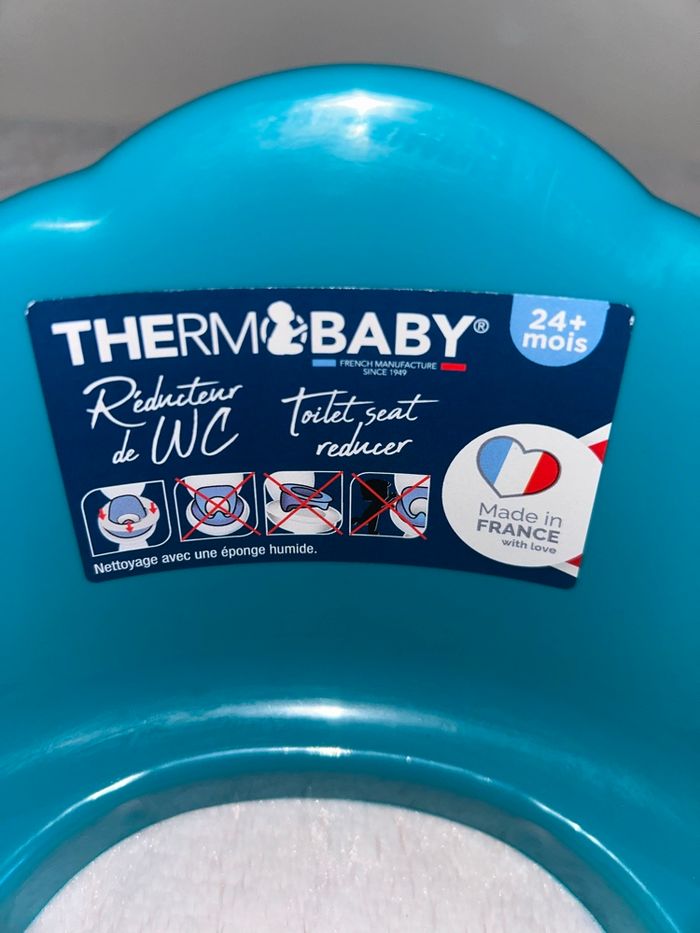 THERMOBABY®
FRENCH MANUFACTURE
SINCE 1949
24+
mois
Réducteur
de WC
Toilet seat
reducer
Made in
FRANCE
with love
Nettoyage avec une éponge humide.